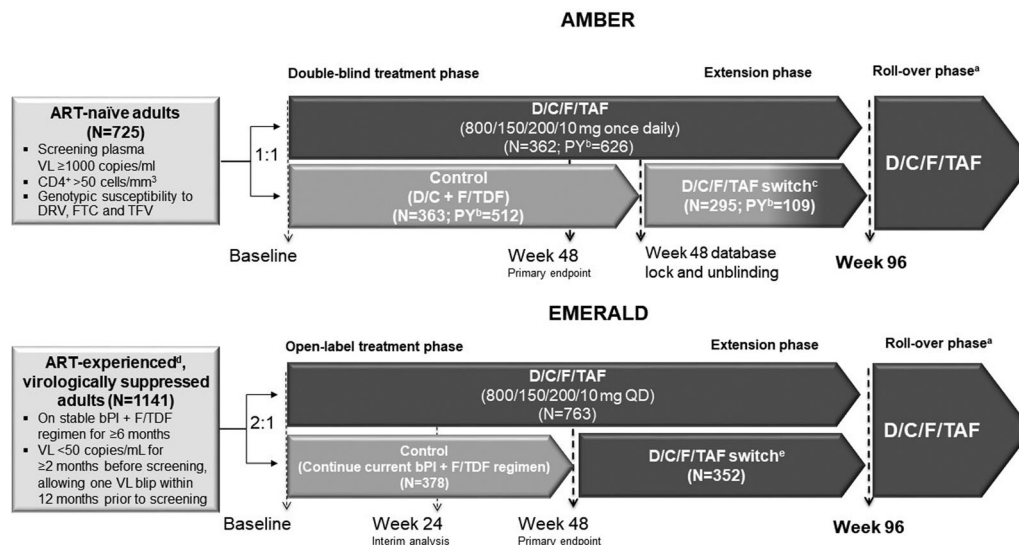 AMBER
Double-blind treatment phase
Extension phase
Roll-over phaseᵃ
ART-naïve adults
(N=725)
▪ Screening plasma
VL ≥1000 copies/ml
▪ CD4⁺ >50 cells/mm³
▪ Genotypic susceptibility to
DRV, FTC and TFV
1:1
D/C/F/TAF
(800/150/200/10 mg once daily)
(N=362; PYᵇ=626)
Control
(D/C + F/TDF)
(N=363; PYᵇ=512)
D/C/F/TAF switchᶜ
(N=295; PYᵇ=109)
D/C/F/TAF
Baseline
Week 48
Primary endpoint
Week 48 database
lock and unblinding
Week 96
EMERALD
Open-label treatment phase
Extension phase
Roll-over phaseᵃ
ART-experiencedᵈ,
virologically suppressed
adults (N=1141)
▪ On stable bPI + F/TDF
regimen for ≥6 months
▪ VL <50 copies/mL for
≥2 months before screening,
allowing one VL blip within
12 months prior to screening
2:1
D/C/F/TAF
(800/150/200/10 mg QD)
(N=763)
Control
(Continue current bPI + F/TDF regimen)
(N=378)
D/C/F/TAF switchᵉ
(N=352)
D/C/F/TAF
Baseline
Week 24
Interim analysis
Week 48
Primary endpoint
Week 96